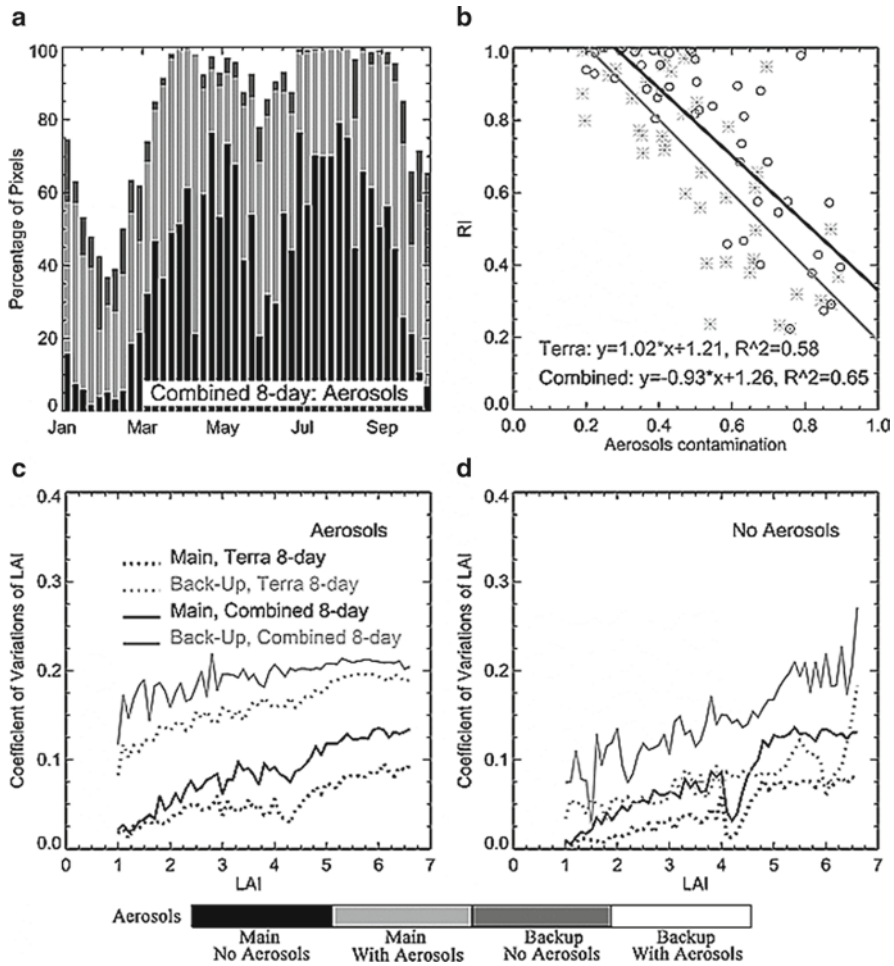 a
100
80
60
40
20
0
Percentage of Pixels
Combined 8-day: Aerosols
Jan Mar May Jul Sep
b
1.0
0.8
0.6
0.4
0.2
0.0
RI
Terra: y=1.02*x+1.21, R^2=0.58
Combined: y=-0.93*x+1.26, R^2=0.65
0.0 0.2 0.4 0.6 0.8 1.0
Aerosols contamination
c
0.4
0.3
0.2
0.1
0.0
Coefficient of Variations of LAI
Aerosols
Main, Terra 8-day
Back-Up, Terra 8-day
Main, Combined 8-day
Back-Up, Combined 8-day
0 1 2 3 4 5 6 7
LAI
d
0.4
0.3
0.2
0.1
0.0
Coefficient of Variations of LAI
No Aerosols
0 1 2 3 4 5 6 7
LAI
Aerosols
Main Main Backup Backup
No Aerosols With Aerosols No Aerosols With Aerosols